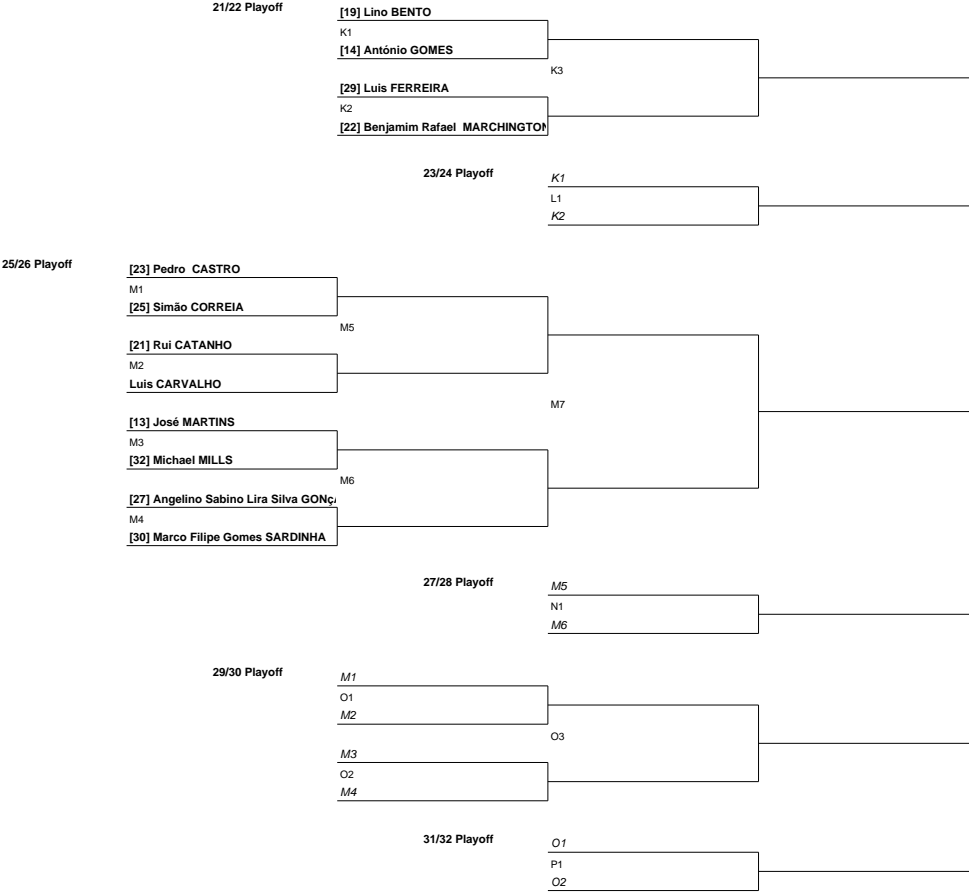 21/22 Playoff
[19] Lino BENTO
K1
[14] António GOMES
K3
[29] Luis FERREIRA
K2
[22] Benjamim Rafael MARCHINGTON
23/24 Playoff
K1
L1
K2
25/26 Playoff
[23] Pedro CASTRO
M1
[25] Simão CORREIA
M5
[21] Rui CATANHO
M2
Luis CARVALHO
M7
[13] José MARTINS
M3
[32] Michael MILLS
M6
[27] Angelino Sabino Lira Silva GONç
M4
[30] Marco Filipe Gomes SARDINHA
27/28 Playoff
M5
N1
M6
29/30 Playoff
M1
O1
M2
O3
M3
O2
M4
31/32 Playoff
O1
P1
O2